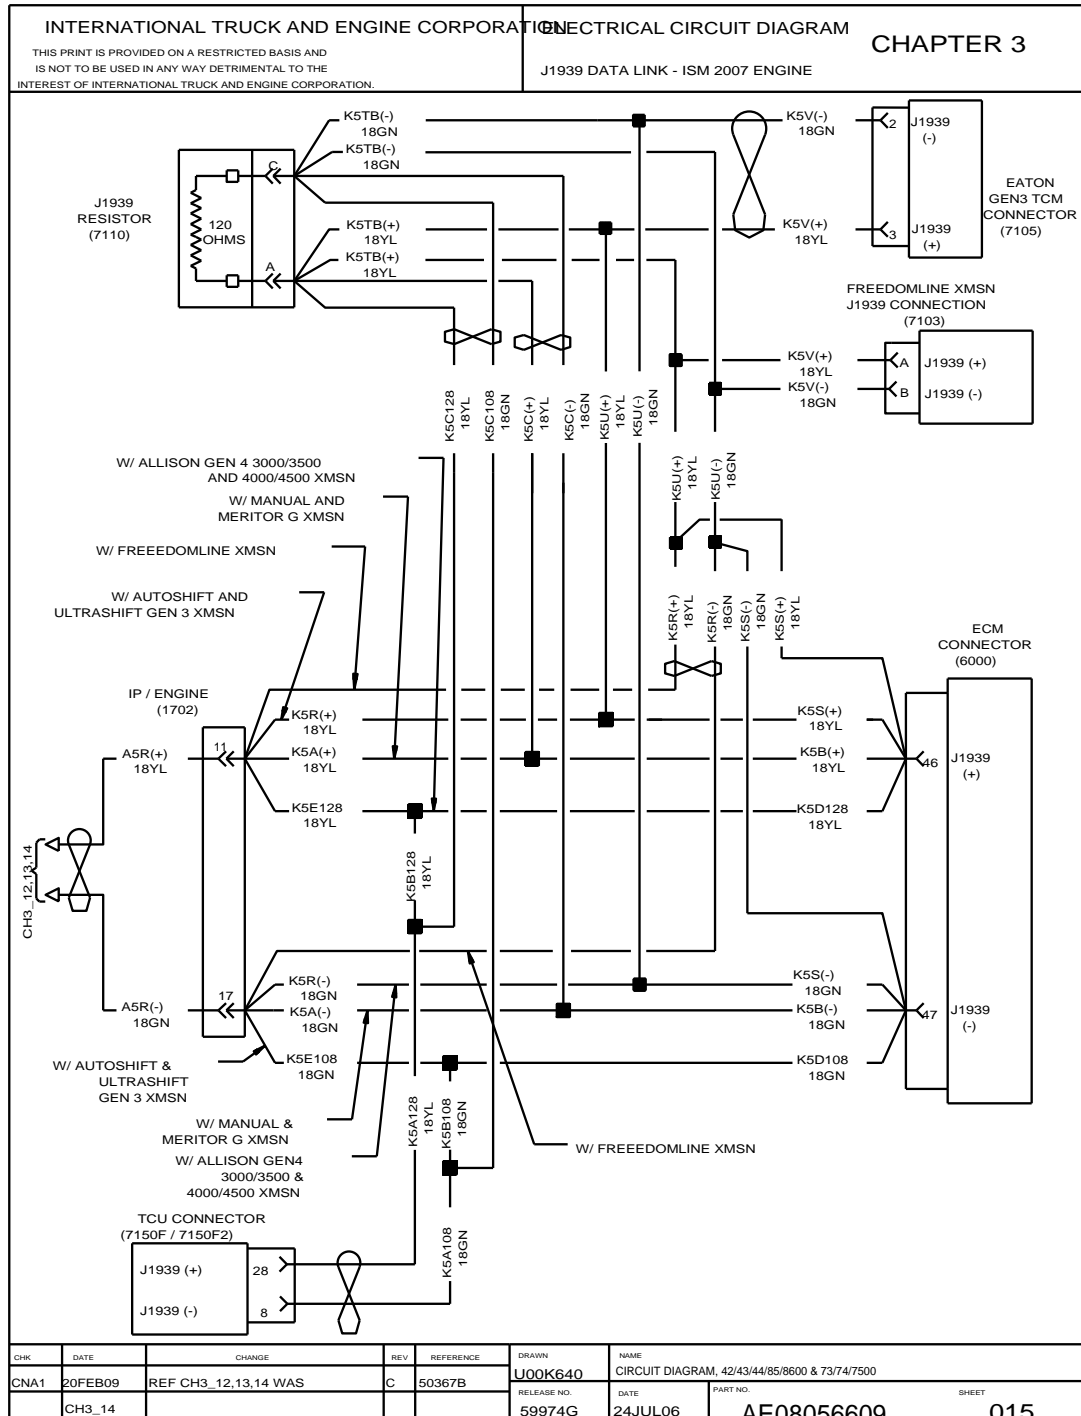 INTERNATIONAL TRUCK AND ENGINE CORPORATION
ELECTRICAL CIRCUIT DIAGRAM
CHAPTER 3
THIS PRINT IS PROVIDED ON A RESTRICTED BASIS AND
IS NOT TO BE USED IN ANY WAY DETRIMENTAL TO THE
INTEREST OF INTERNATIONAL TRUCK AND ENGINE CORPORATION.
J1939 DATA LINK - ISM 2007 ENGINE
K5TB(-)
18GN
K5TB(-)
18GN
K5V(-)
18GN
2
J1939
(-)
C
J1939
RESISTOR
(7110)
120
OHMS
A
K5TB(+)
18YL
K5TB(+)
18YL
K5V(+)
18YL
3
J1939
(+)
EATON
GEN3 TCM
CONNECTOR
(7105)
FREEDOMLINE XMSN
J1939 CONNECTION
(7103)
K5V(+)
18YL
K5V(-)
18GN
A
J1939 (+)
B
J1939 (-)
K5C128
18YL
K5C108
18GN
K5C(+)
18YL
K5C(-)
18GN
K5U(+)
18YL
K5U(-)
18GN
K5U(+)
18YL
K5U(-)
18GN
W/ ALLISON GEN 4 3000/3500
AND 4000/4500 XMSN
W/ MANUAL AND
MERITOR G XMSN
W/ FREEEDOMLINE XMSN
W/ AUTOSHIFT AND
ULTRASHIFT GEN 3 XMSN
K5R(+)
18YL
K5R(-)
18GN
K5S(-)
18GN
K5S(+)
18YL
ECM
CONNECTOR
(6000)
IP / ENGINE
(1702)
11
A5R(+)
18YL
K5R(+)
18YL
K5A(+)
18YL
K5E128
18YL
K5S(+)
18YL
K5B(+)
18YL
K5D128
18YL
46
J1939
(+)
CH3_12,13,14
K5B128
18YL
17
A5R(-)
18GN
K5R(-)
18GN
K5A(-)
18GN
K5E108
18GN
K5S(-)
18GN
K5B(-)
18GN
K5D108
18GN
47
J1939
(-)
W/ AUTOSHIFT &
ULTRASHIFT
GEN 3 XMSN
W/ MANUAL &
MERITOR G XMSN
W/ ALLISON GEN4
3000/3500 &
4000/4500 XMSN
K5A128
18YL
K5B108
18GN
W/ FREEEDOMLINE XMSN
TCU CONNECTOR
(7150F / 7150F2)
J1939 (+)
28
J1939 (-)
8
K5A108
18GN
CHK DATE CHANGE REV REFERENCE
CNA1 20FEB09 REF CH3_12,13,14 WAS C 50367B
CH3_14
DRAWN
U00K640
NAME
CIRCUIT DIAGRAM, 42/43/44/85/8600 & 73/74/7500
RELEASE NO.
59974G
DATE
24JUL06
PART NO.
AE08056609
SHEET
015